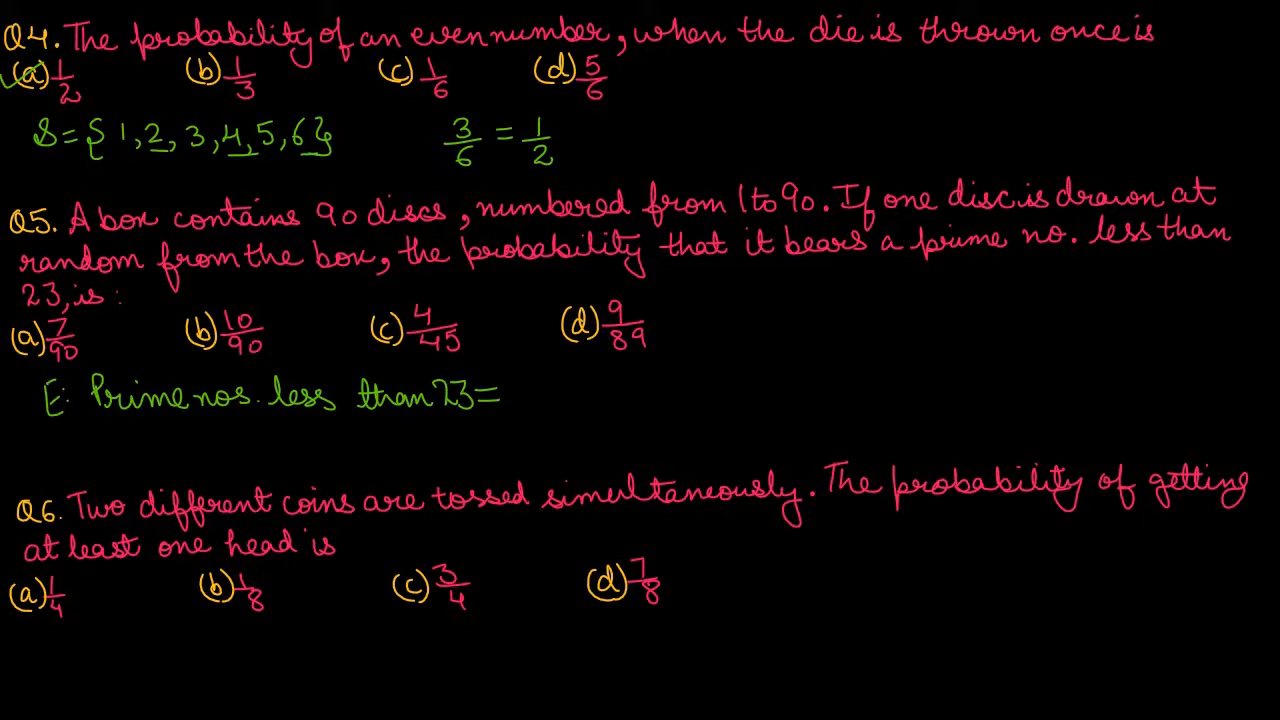 Q4. The probability of an even number, when the die is thrown once is
(a) 1/2 (b) 1/3 (c) 1/6 (d) 5/6
S = { 1, 2, 3, 4, 5, 6 } 3/6 = 1/2
Q5. A box contains 90 discs, numbered from 1 to 90. If one disc is drawn at
random from the box, the probability that it bears a prime no. less than
23, is :
(a) 7/90 (b) 10/90 (c) 4/45 (d) 9/89
E: Prime nos. less than 23 =
Q6. Two different coins are tossed simultaneously. The probability of getting
at least one head is
(a) 1/4 (b) 1/8 (c) 3/4 (d) 7/8